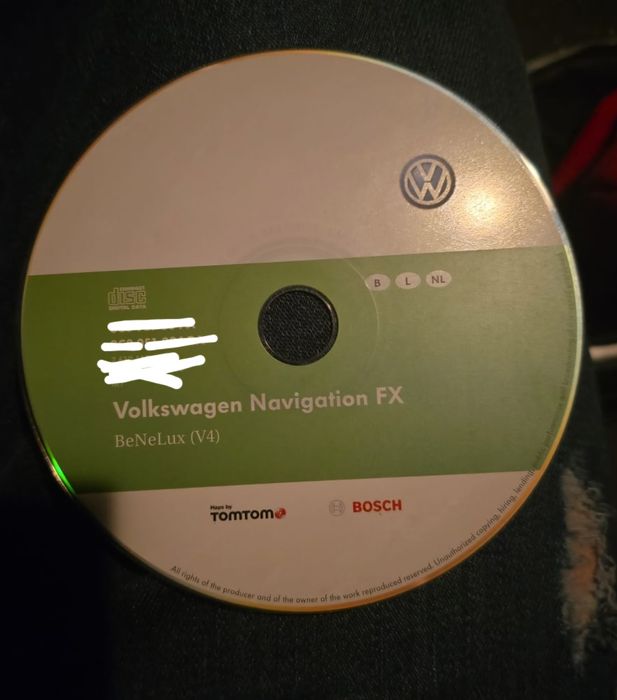 COMPACT
disc
DIGITAL DATA
B L NL
Volkswagen Navigation FX
BeNeLux (V4)
Maps by
TOMTOM
BOSCH
All rights of the producer and of the owner of the work reproduced reserved. Unauthorized copying, hiring, lending,